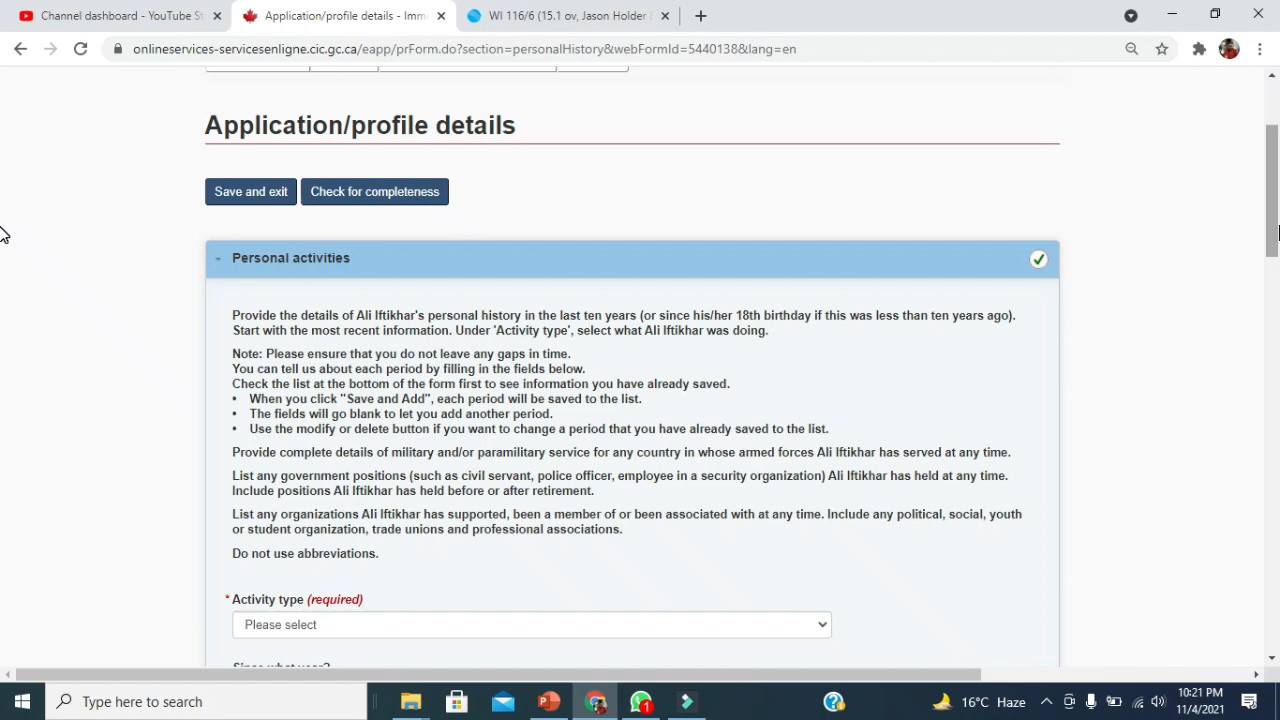 Channel dashboard - YouTube St
Application/profile details - Immi
WI 116/6 (15.1 ov, Jason Holder
onlineservices-servicesenligne.cic.gc.ca/eapp/prForm.do?section=personalHistory&webFormId=5440138&lang=en
Application/profile details
Save and exit
Check for completeness
Personal activities
Provide the details of Ali Iftikhar's personal history in the last ten years (or since his/her 18th birthday if this was less than ten years ago).
Start with the most recent information. Under 'Activity type', select what Ali Iftikhar was doing.
Note: Please ensure that you do not leave any gaps in time.
You can tell us about each period by filling in the fields below.
Check the list at the bottom of the form first to see information you have already saved.
• When you click "Save and Add", each period will be saved to the list.
• The fields will go blank to let you add another period.
• Use the modify or delete button if you want to change a period that you have already saved to the list.
Provide complete details of military and/or paramilitary service for any country in whose armed forces Ali Iftikhar has served at any time.
List any government positions (such as civil servant, police officer, employee in a security organization) Ali Iftikhar has held at any time.
Include positions Ali Iftikhar has held before or after retirement.
List any organizations Ali Iftikhar has supported, been a member of or been associated with at any time. Include any political, social, youth
or student organization, trade unions and professional associations.
Do not use abbreviations.
* Activity type (required)
Please select
Since what year?
Type here to search
1
16°C Haze
10:21 PM
11/4/2021